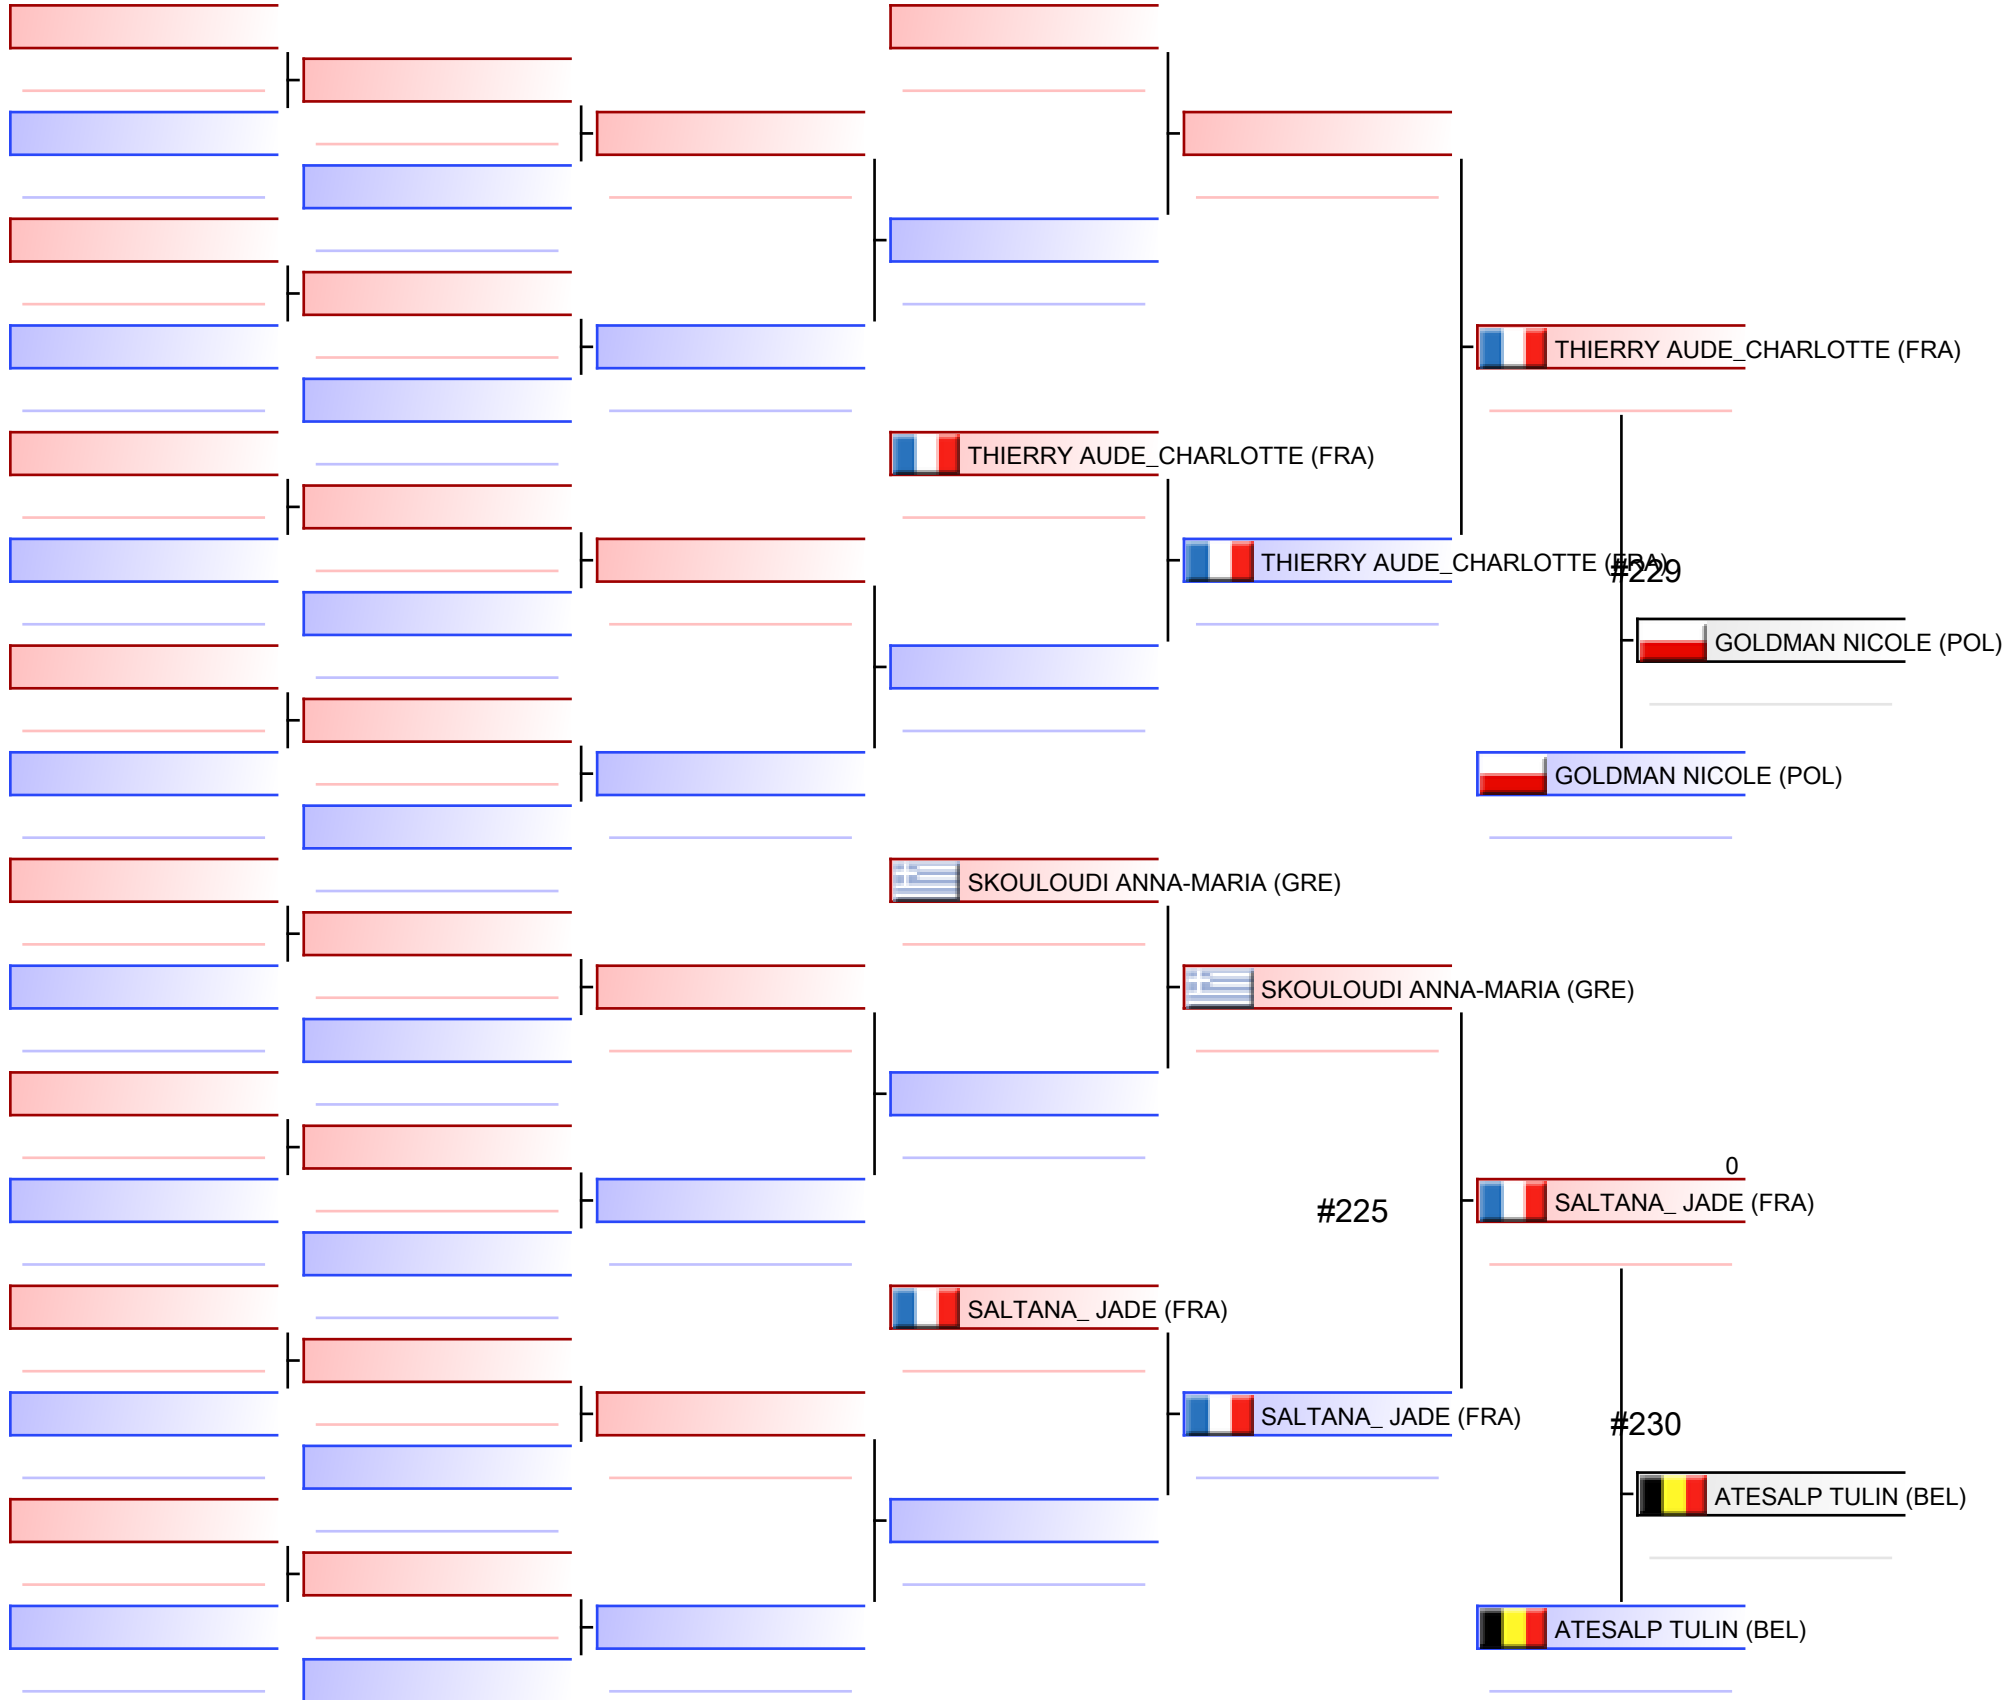 THIERRY AUDE_CHARLOTTE (FRA)
THIERRY AUDE_CHARLOTTE (FRA)
THIERRY AUDE_CHARLOTTE (FRA)
#229
GOLDMAN NICOLE (POL)
GOLDMAN NICOLE (POL)
SKOULOUDI ANNA-MARIA (GRE)
SKOULOUDI ANNA-MARIA (GRE)
0
#225
SALTANA_ JADE (FRA)
SALTANA_ JADE (FRA)
SALTANA_ JADE (FRA)
#230
ATESALP TULIN (BEL)
ATESALP TULIN (BEL)